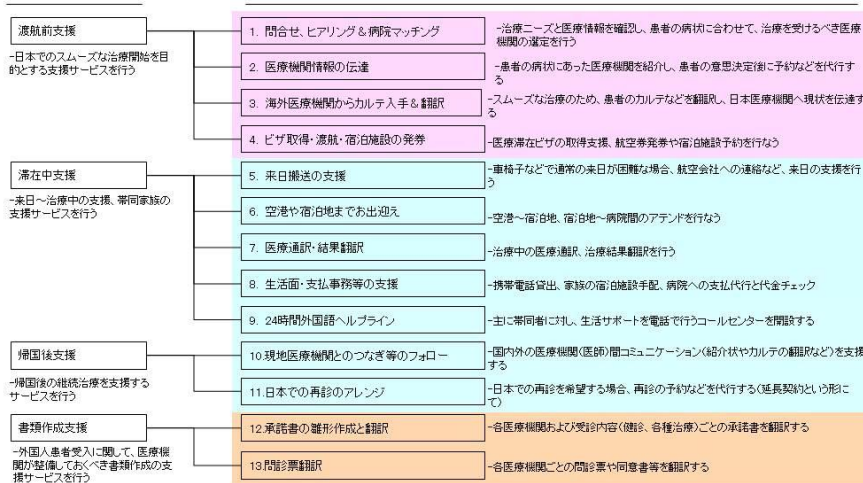 渡航前支援
-日本でのスムーズな治療開始を目
的とする支援サービスを行う
1. 問合せ、ヒアリング＆病院マッチング
-治療ニーズと医療情報を確認し、患者の病状に合わせて、治療を受けるべき医療
機関の選定を行う
2. 医療機関情報の伝達
-患者の病状にあった医療機関を紹介し、患者の意思決定後に予約などを代行す
る
3. 海外医療機関からカルテ入手＆翻訳
-スムーズな治療のため、患者のカルテなどを翻訳し、日本医療機関へ現状を伝達す
る
4. ビザ取得・渡航・宿泊施設の発券
-医療滞在ビザの取得支援、航空券発券や宿泊施設予約を行なう
滞在中支援
-来日～治療中の支援、帯同家族の
支援サービスを行う
5. 来日搬送の支援
-車椅子などで通常の来日が困難な場合、航空会社への連絡など、来日の支援を行
う
6. 空港や宿泊地までお出迎え
-空港～宿泊地、宿泊地～病院間のアテンドを行なう
7. 医療通訳・結果翻訳
-治療中の医療通訳、治療結果翻訳を行う
8. 生活面・支払事務等の支援
-携帯電話貸出、家族の宿泊施設手配、病院への支払代行と代金チェック
9. 24時間外国語ヘルプライン
-主に帯同者に対し、生活サポートを電話で行うコールセンターを開設する
帰国後支援
-帰国後の継続治療を支援する
サービスを行う
10.現地医療機関とのつなぎ等のフォロー
-国内外の医療機関(医師)間コミュニケーション(紹介状やカルテの翻訳など)を支援
する
11.日本での再診のアレンジ
-日本での再診を希望する場合、再診の予約などを代行する(延長契約という形に
て)
書類作成支援
-外国人患者受入に関して、医療機
関が整備しておくべき書類作成の支
援サービスを行う
12.承諾書の雛形作成と翻訳
-各医療機関および受診内容(健診、各種治療)ごとの承諾書を翻訳する
13.問診票翻訳
-各医療機関ごとの問診票や同意書等を翻訳する